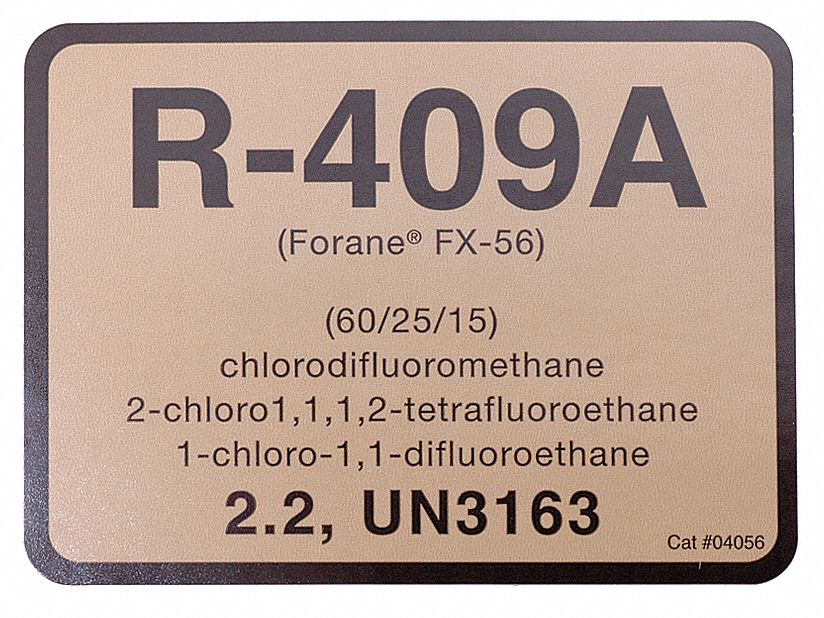 R-409A
(Forane® FX-56)
(60/25/15)
chlorodifluoromethane
2-chloro1,1,1,2-tetrafluoroethane
1-chloro-1,1-difluoroethane
2.2, UN3163
Cat #04056